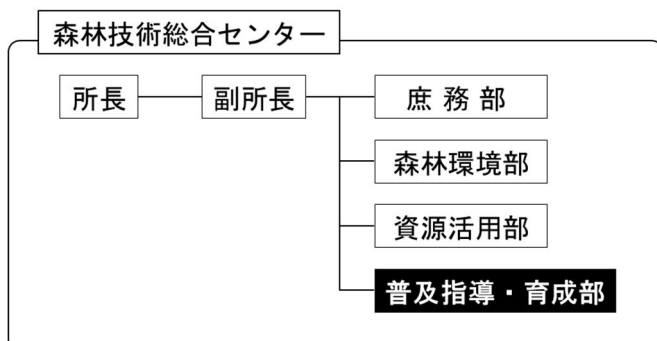 森林技術総合センター
所長
副所長
庶務部
森林環境部
資源活用部
普及指導・育成部